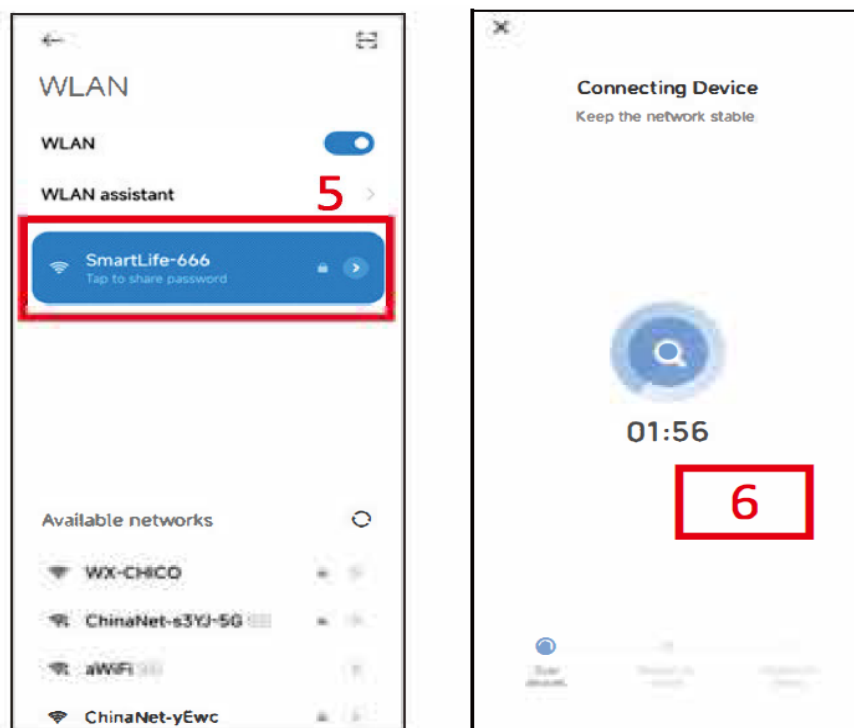 WLAN
WLAN
WLAN assistant
5
SmartLife-666
Tap to share password
Available networks
WX-CHICO
ChinaNet-s3YJ-5G
aWiFi
ChinaNet-yEwc
Connecting Device
Keep the network stable
01:56
6